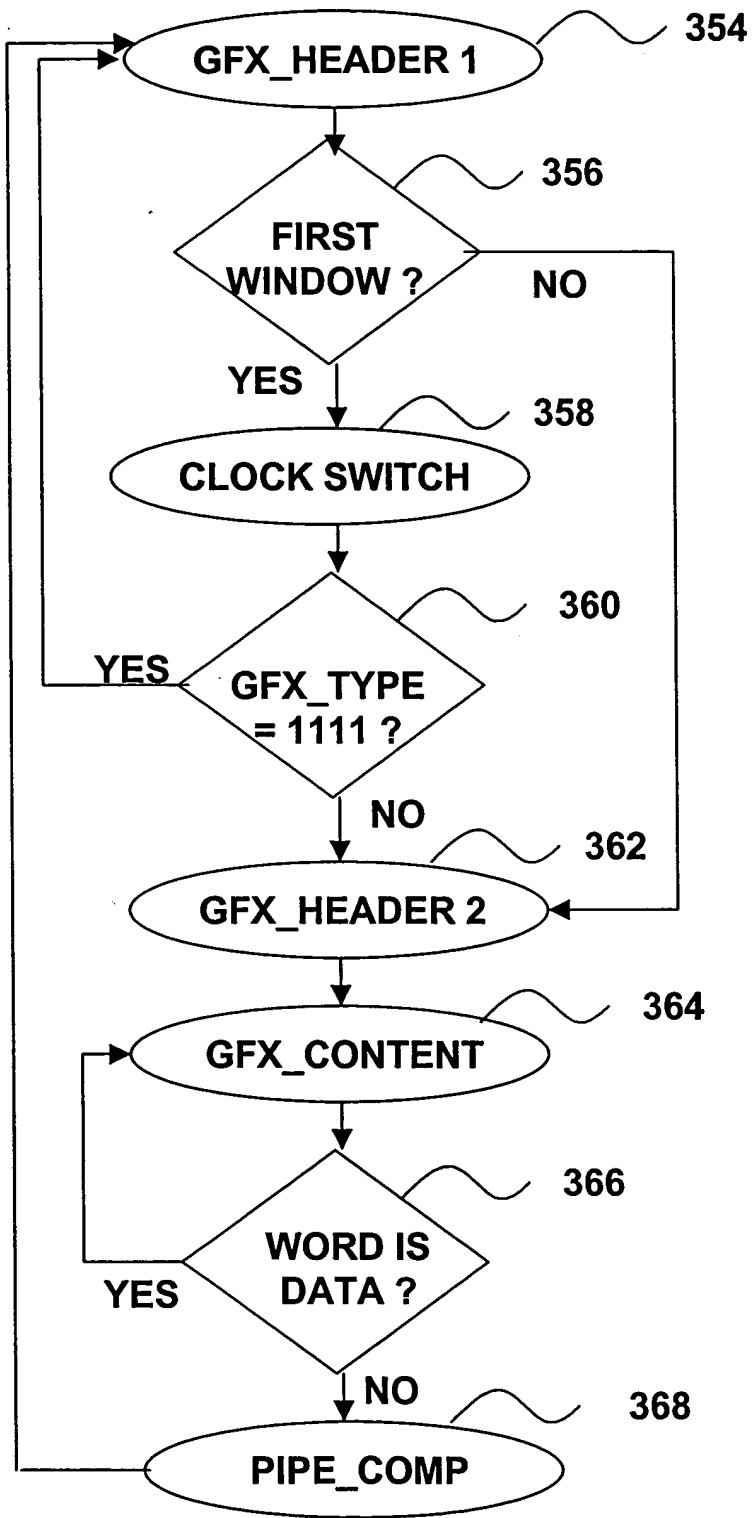 GFX_HEADER 1
354
356
FIRST
WINDOW ?
NO
YES
358
CLOCK SWITCH
360
YES
GFX_TYPE
= 1111 ?
NO
362
GFX_HEADER 2
364
GFX_CONTENT
366
WORD IS
DATA ?
YES
NO
368
PIPE_COMP